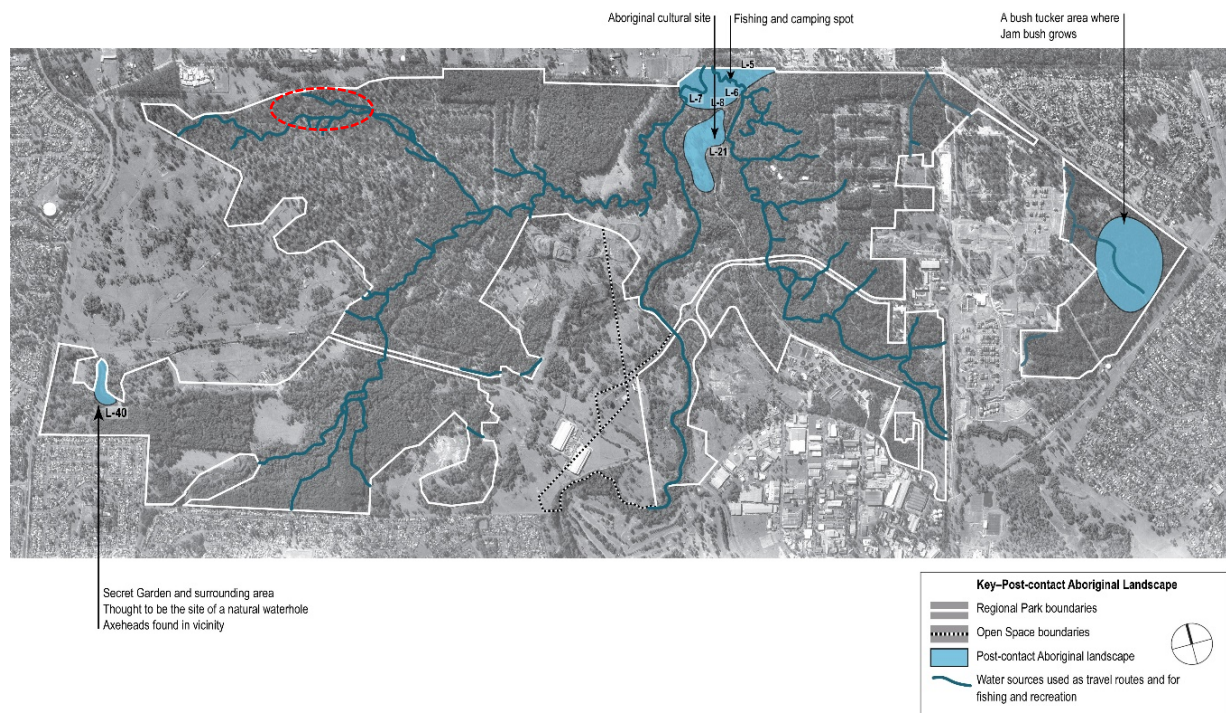 Aboriginal cultural site
Fishing and camping spot
A bush tucker area where
Jam bush grows
L-5
L-7
L-6
L-8
L-21
L-40
Secret Garden and surrounding area
Thought to be the site of a natural waterhole
Axeheads found in vicinity
Key–Post-contact Aboriginal Landscape
Regional Park boundaries
Open Space boundaries
Post-contact Aboriginal landscape
Water sources used as travel routes and for
fishing and recreation